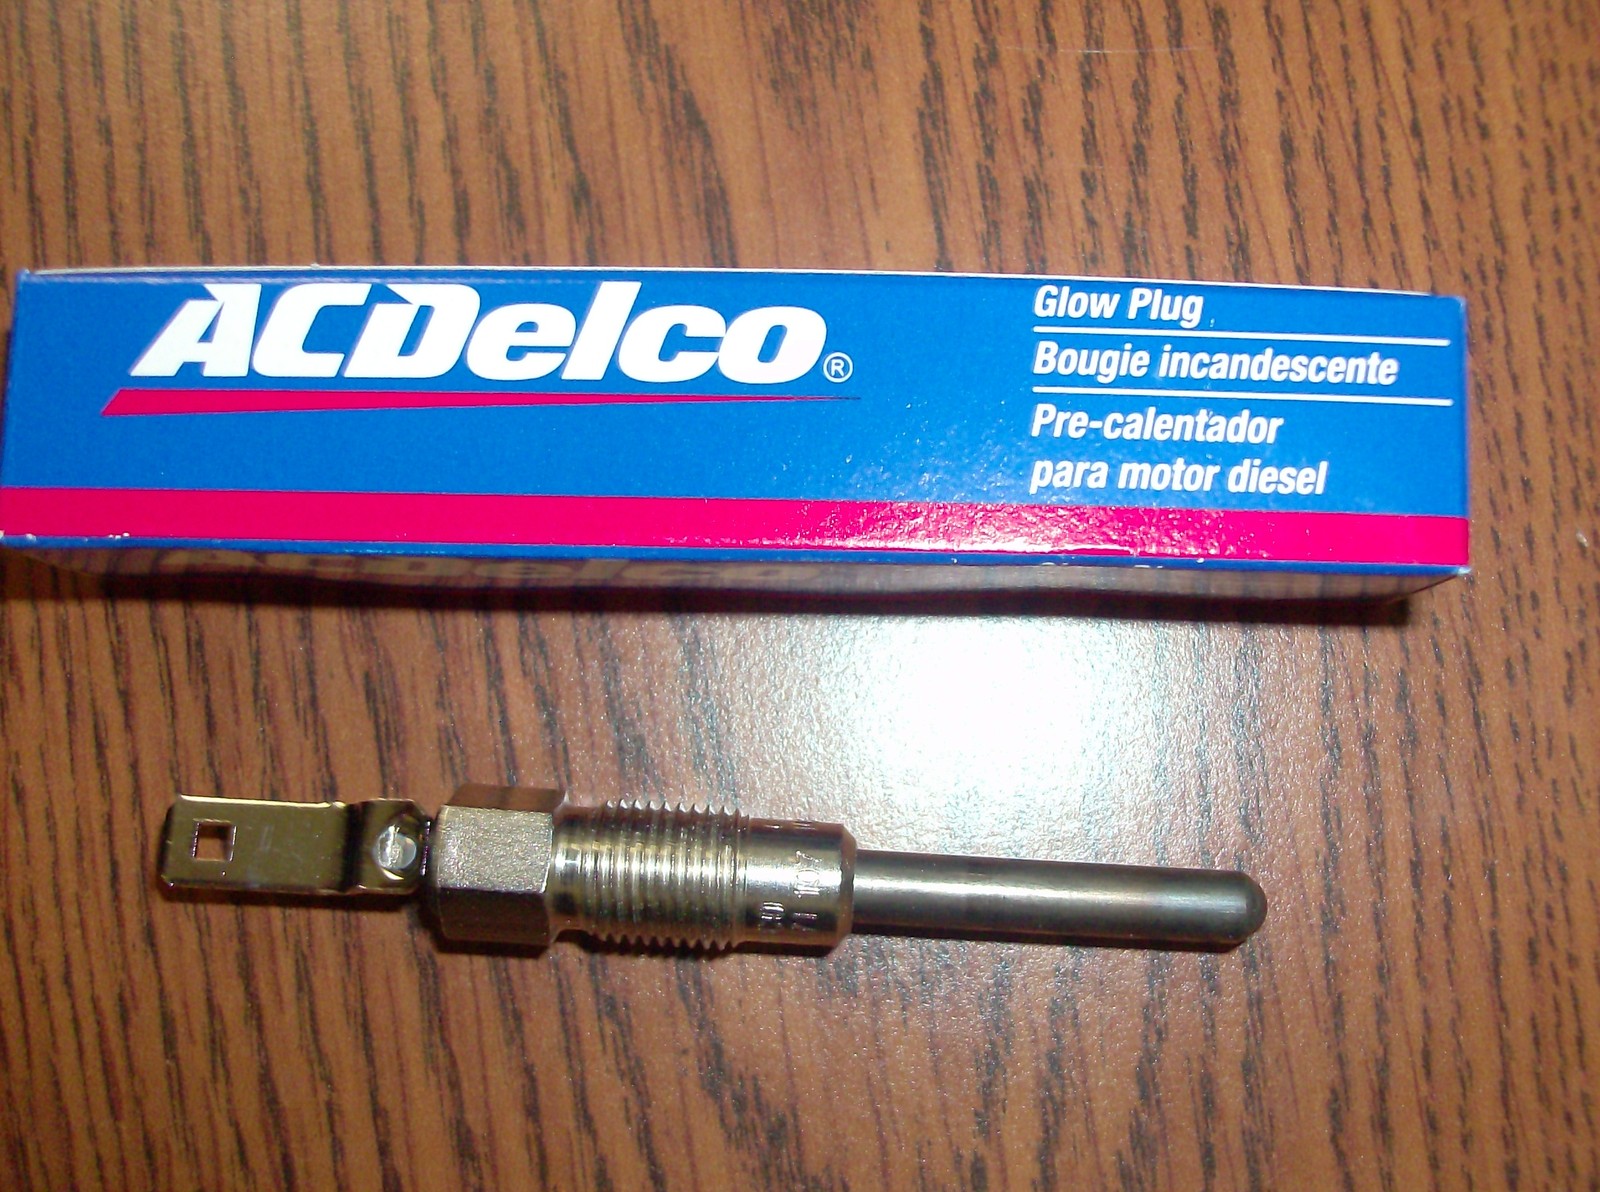 ACDelco®
Glow Plug
Bougie incandescente
Pre-calentador
para motor diesel